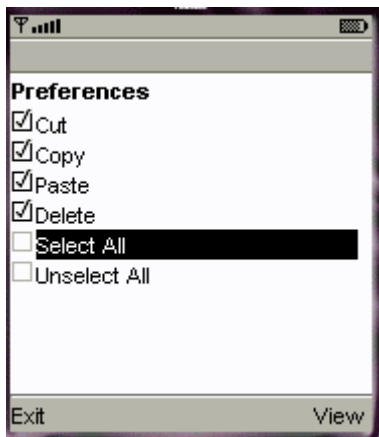 Preferences
Cut
Copy
Paste
Delete
Select All
Unselect All
Exit View